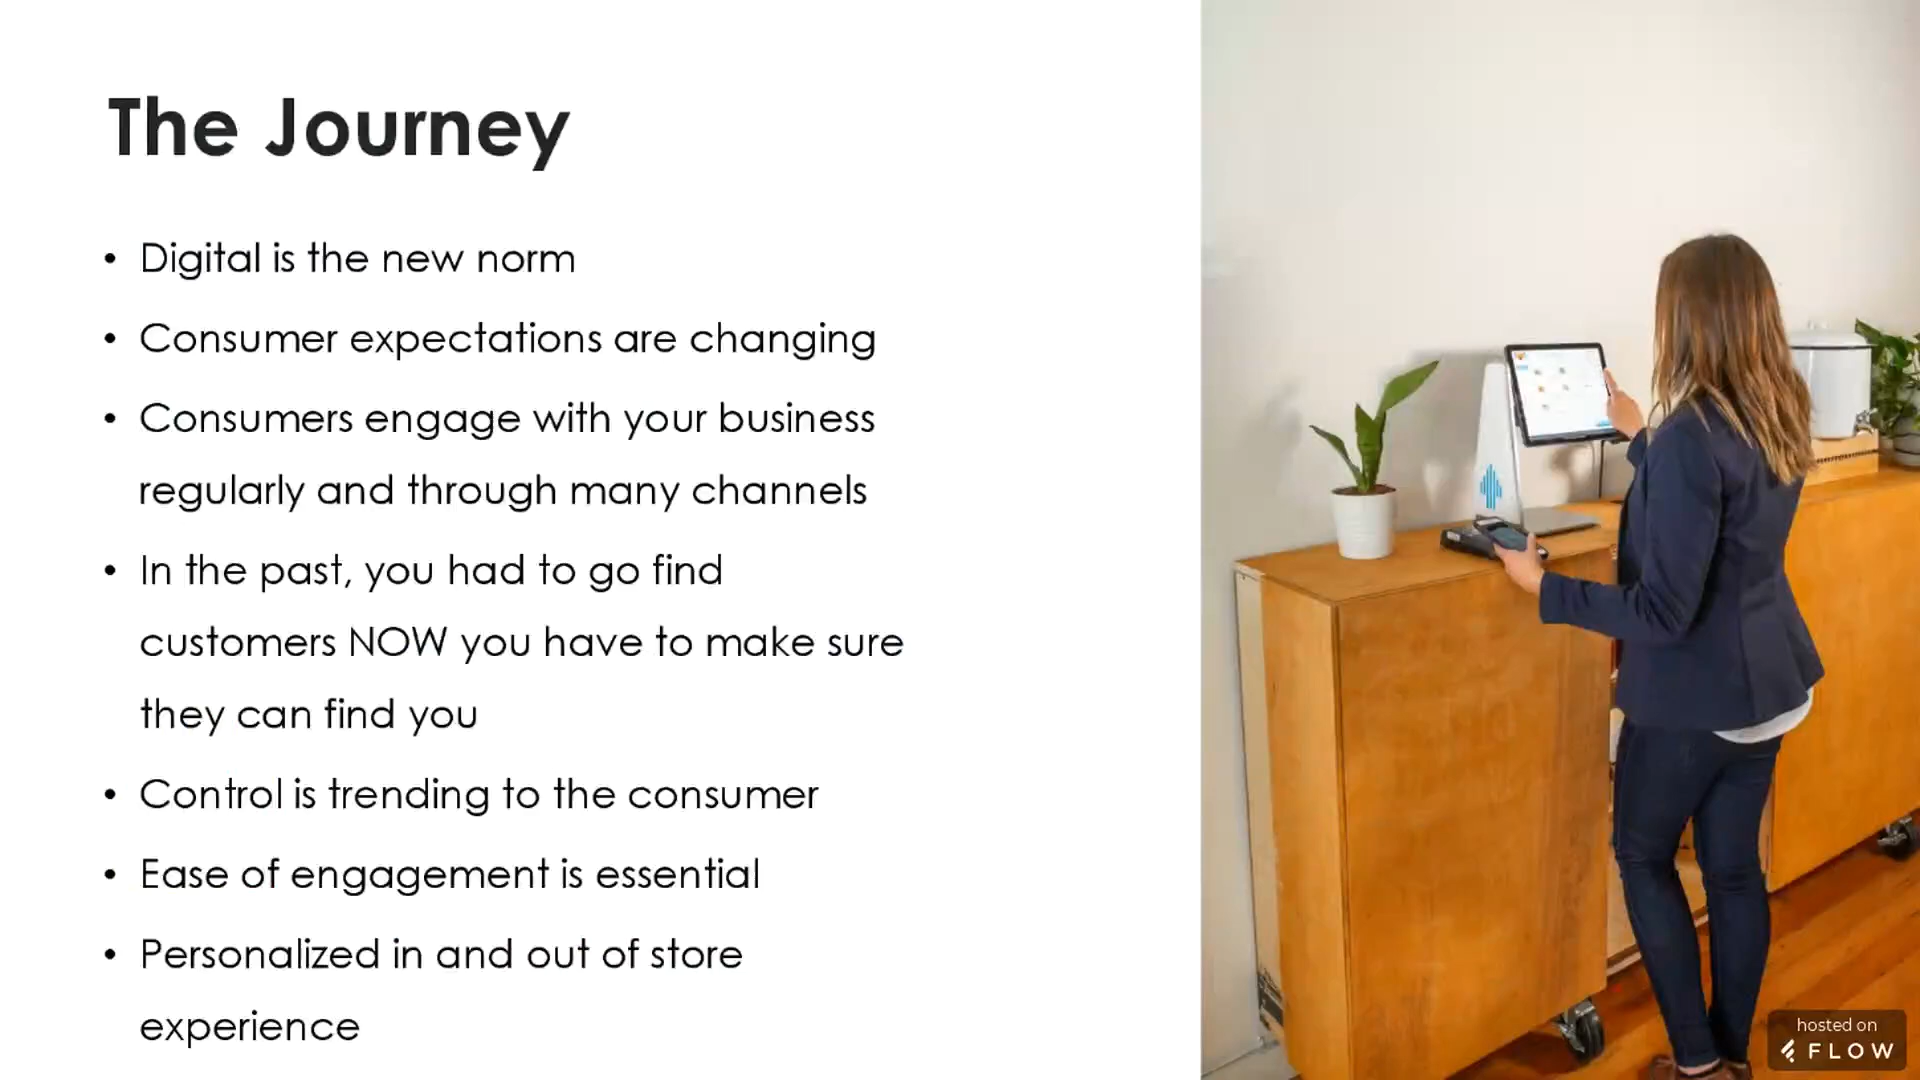 The Journey
• Digital is the new norm
• Consumer expectations are changing
• Consumers engage with your business
regularly and through many channels
• In the past, you had to go find
customers NOW you have to make sure
they can find you
• Control is trending to the consumer
• Ease of engagement is essential
• Personalized in and out of store
experience
hosted on
FLOW